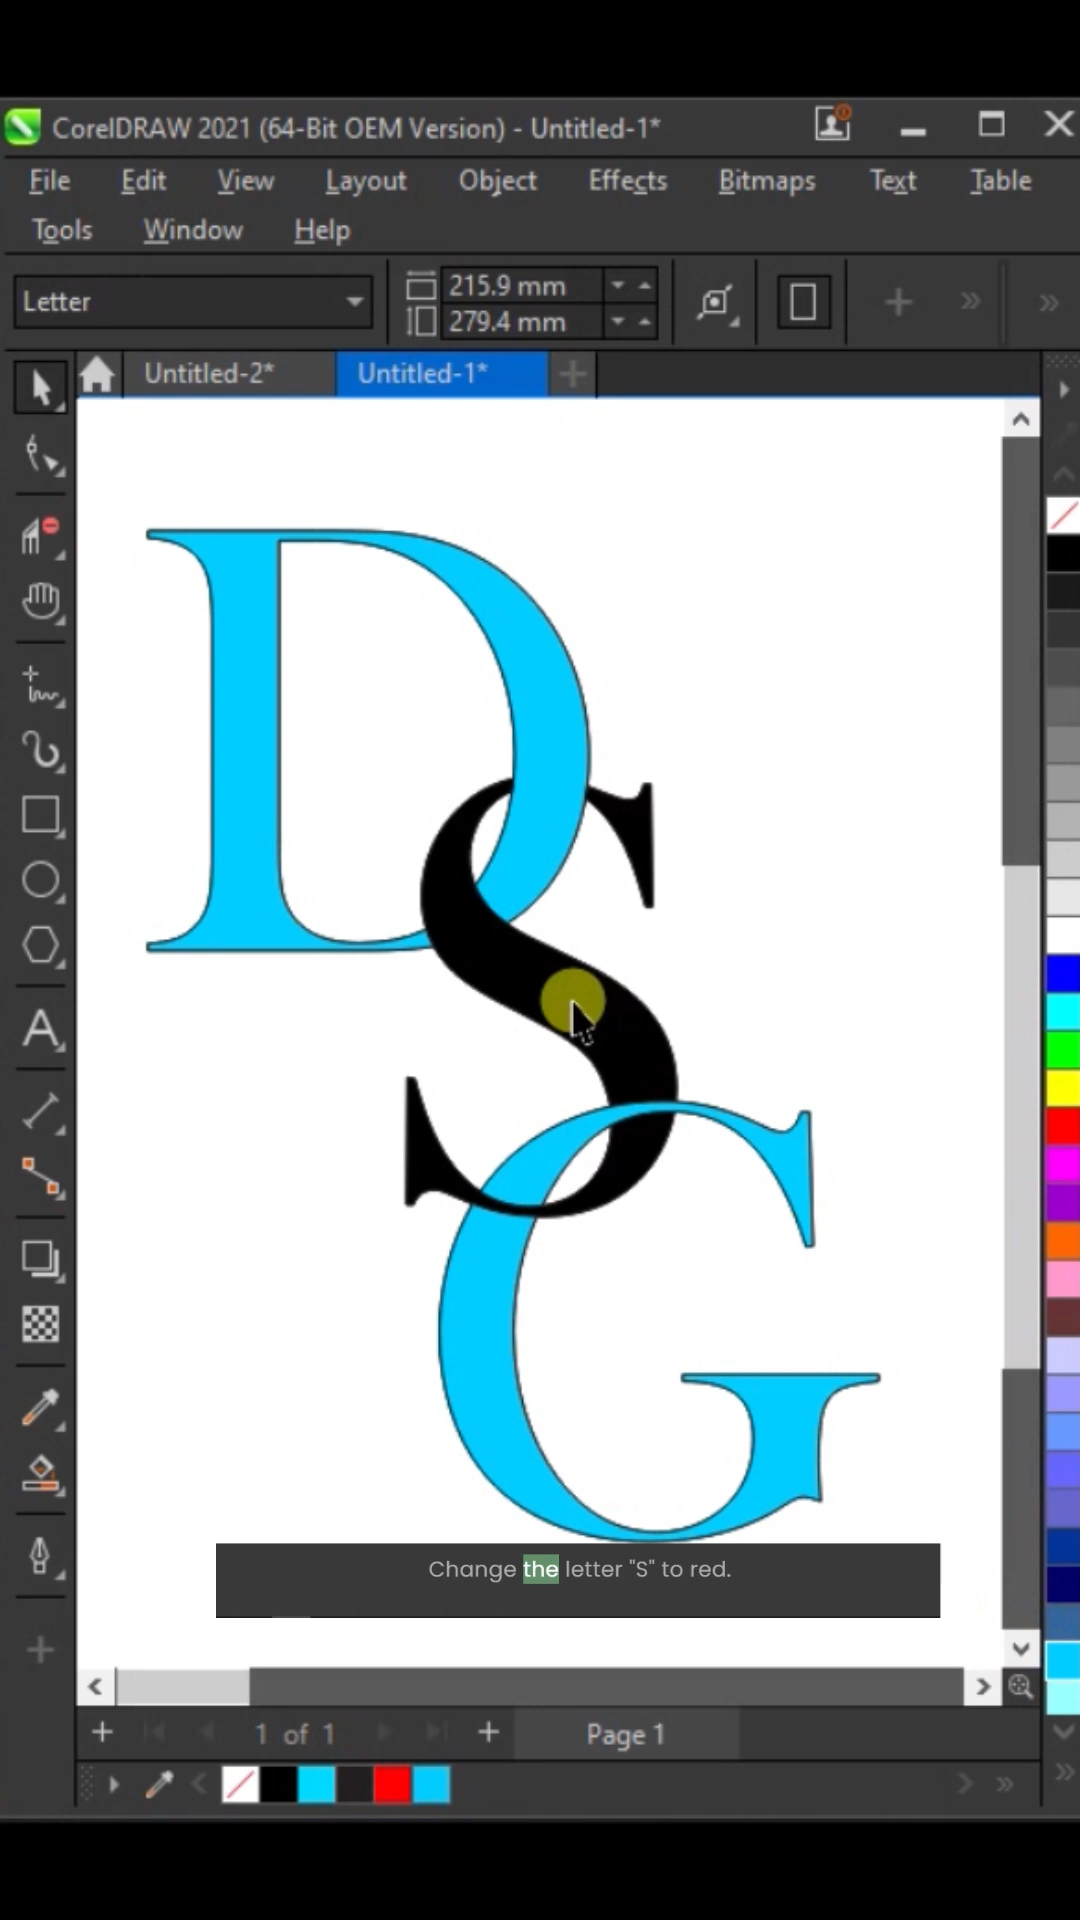 CorelDRAW 2021 (64-Bit OEM Version) - Untitled-1*
File Edit View Layout Object Effects Bitmaps Text Table
Tools Window Help
Letter
215.9 mm
279.4 mm
Untitled-2* Untitled-1*
D
S
G
A
Change the letter "S" to red.
1 of 1 Page 1